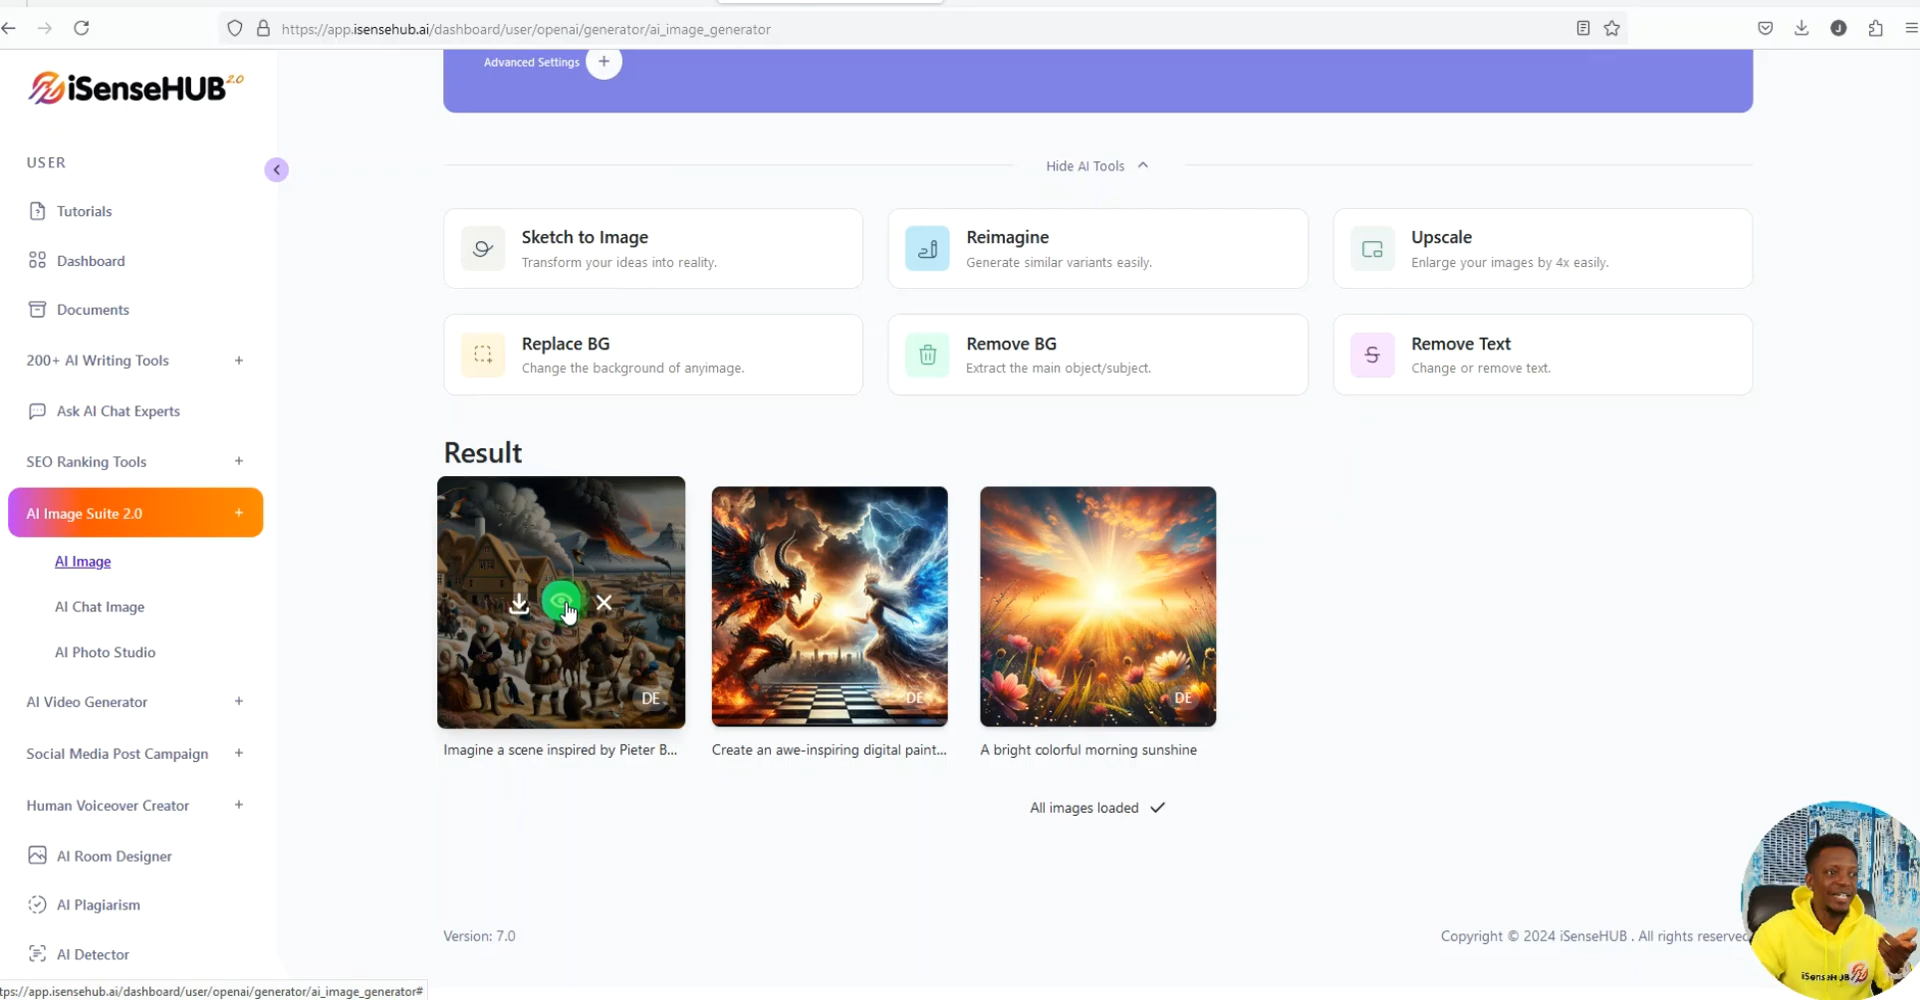 https://app.isensehub.ai/dashboard/user/openai/generator/ai_image_generator
J
iSenseHUB 2.0
USER
Tutorials
Dashboard
Documents
200+ AI Writing Tools +
Ask AI Chat Experts
SEO Ranking Tools +
AI Image Suite 2.0 +
AI Image
AI Chat Image
AI Photo Studio
AI Video Generator +
Social Media Post Campaign +
Human Voiceover Creator +
AI Room Designer
AI Plagiarism
AI Detector
Advanced Settings +
Hide AI Tools
Sketch to Image
Transform your ideas into reality.
Reimagine
Generate similar variants easily.
Upscale
Enlarge your images by 4x easily.
Replace BG
Change the background of anyimage.
Remove BG
Extract the main object/subject.
Remove Text
Change or remove text.
Result
DE
DE
DE
Imagine a scene inspired by Pieter B...
Create an awe-inspiring digital paint...
A bright colorful morning sunshine
All images loaded
Version: 7.0
Copyright © 2024 iSenseHUB . All rights reserved
iSenseHUB
tps://app.isensehub.ai/dashboard/user/openai/generator/ai_image_generator#